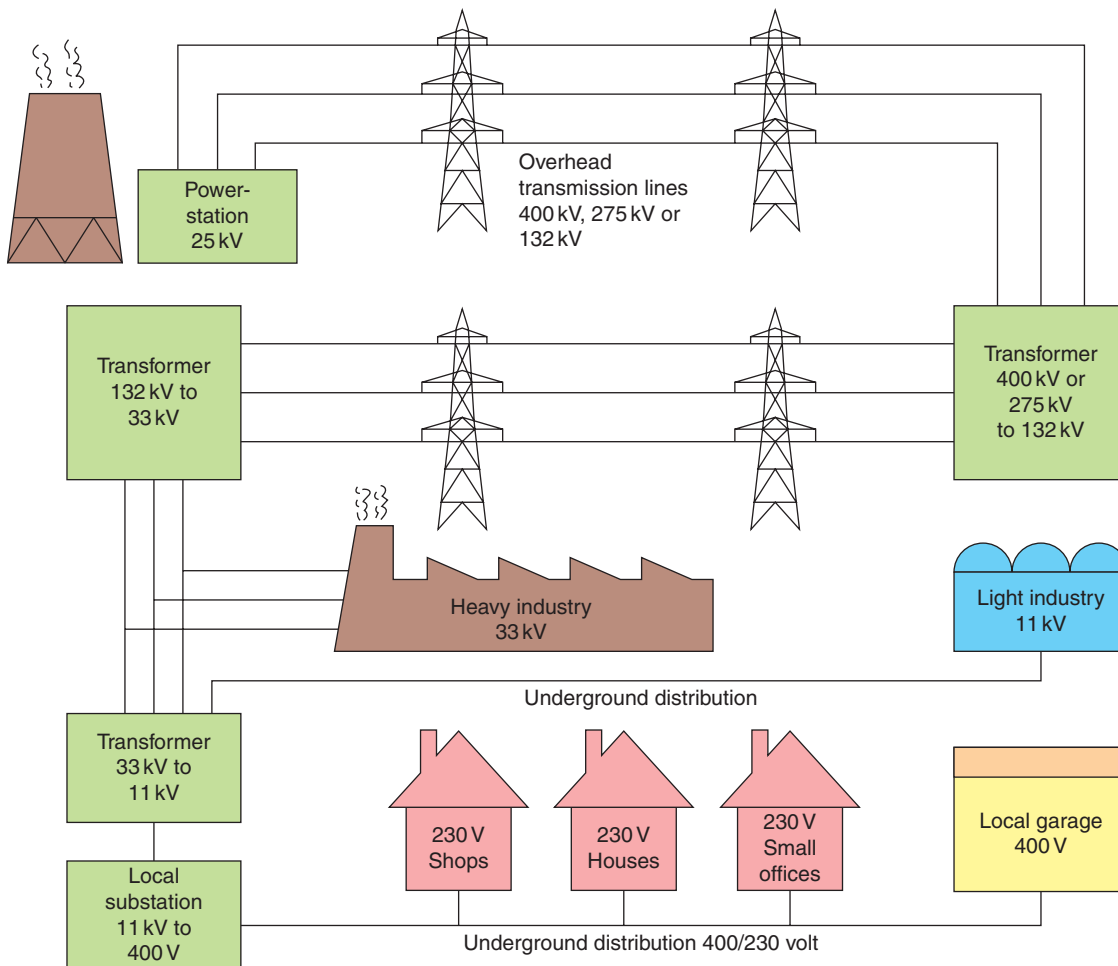 Power-
station
25 kV
Overhead
transmission lines
400 kV, 275 kV or
132 kV
Transformer
132 kV to
33 kV
Transformer
400 kV or
275 kV
to 132 kV
Heavy industry
33 kV
Light industry
11 kV
Underground distribution
Transformer
33 kV to
11 kV
230 V
Shops
230 V
Houses
230 V
Small
offices
Local garage
400 V
Local
substation
11 kV to
400 V
Underground distribution 400/230 volt